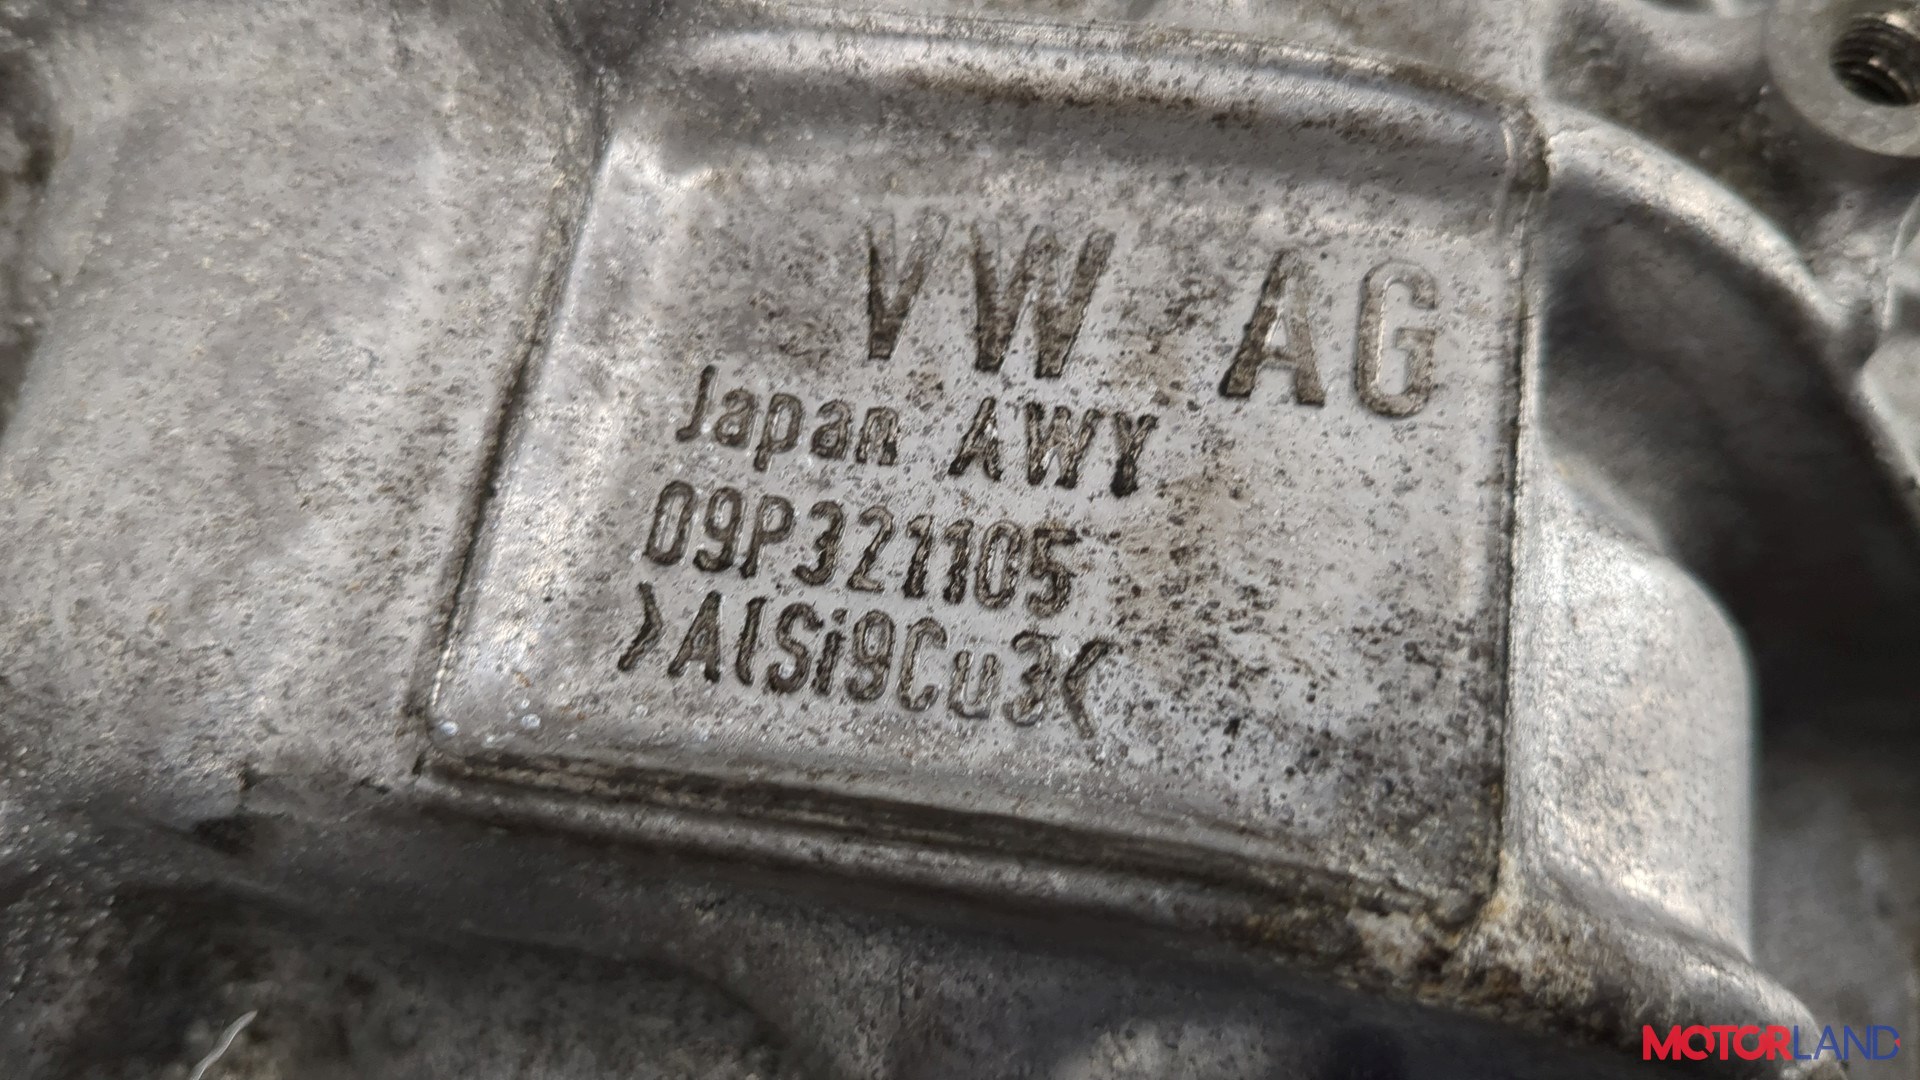 VW AG
Japan AWY
09P321105
>AlSi9Cu3<
MOTORLAND